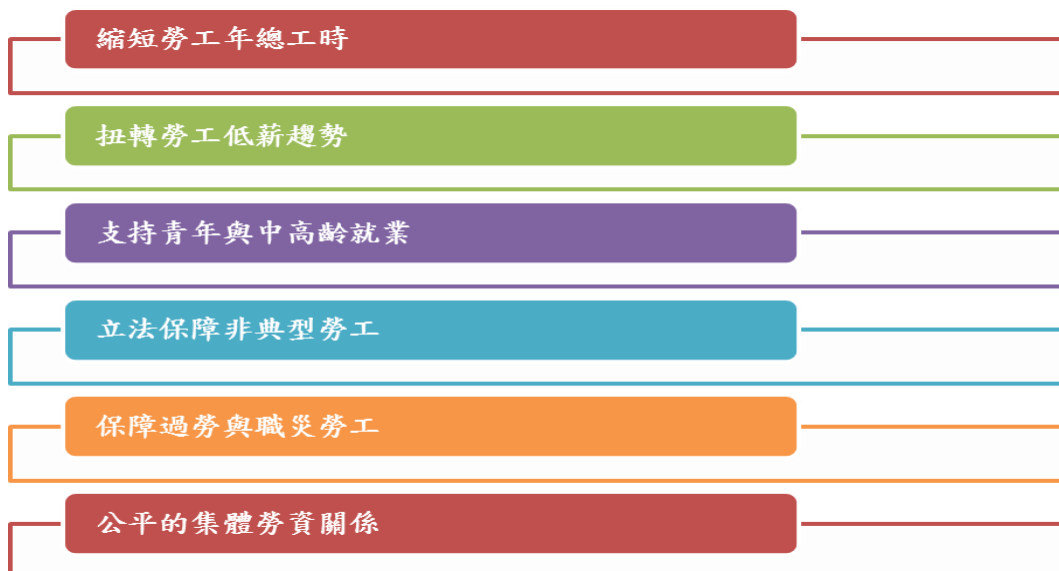 縮短勞工年總工時
扭轉勞工低薪趨勢
支持青年與中高齡就業
立法保障非典型勞工
保障過勞與職災勞工
公平的集體勞資關係